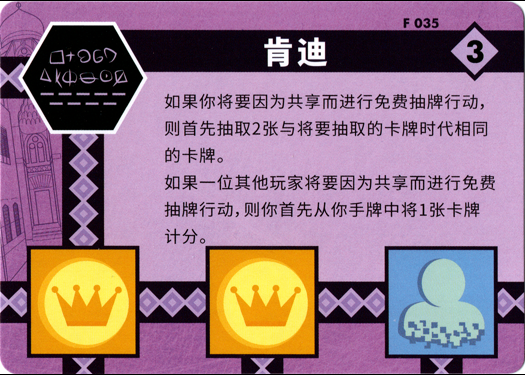 F 035
肯迪
3
如果你将要因为共享而进行免费抽牌行动，
则首先抽取2张与将要抽取的卡牌时代相同
的卡牌。
如果一位其他玩家将要因为共享而进行免费
抽牌行动，则你首先从你手牌中将1张卡牌
计分。